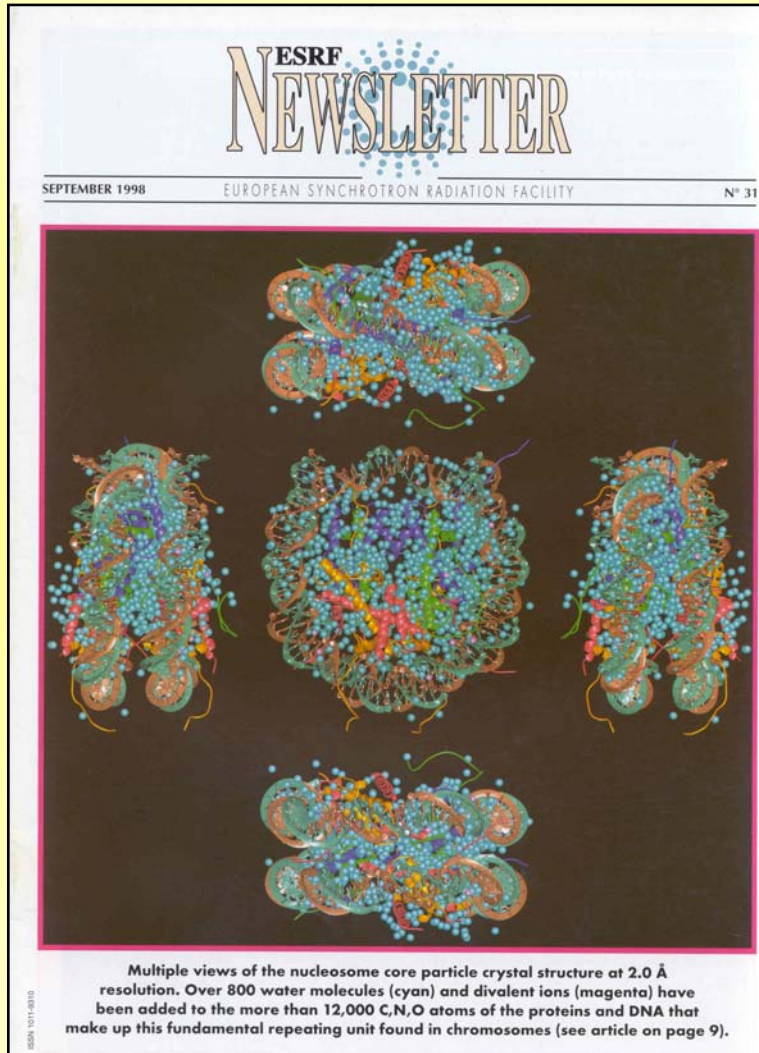 ESRF
NEWSLETTER
SEPTEMBER 1998 EUROPEAN SYNCHROTRON RADIATION FACILITY N° 31
Multiple views of the nucleosome core particle crystal structure at 2.0 Å
resolution. Over 800 water molecules (cyan) and divalent ions (magenta) have
been added to the more than 12,000 C,N,O atoms of the proteins and DNA that
make up this fundamental repeating unit found in chromosomes (see article on page 9).
ISSN 1011-9310